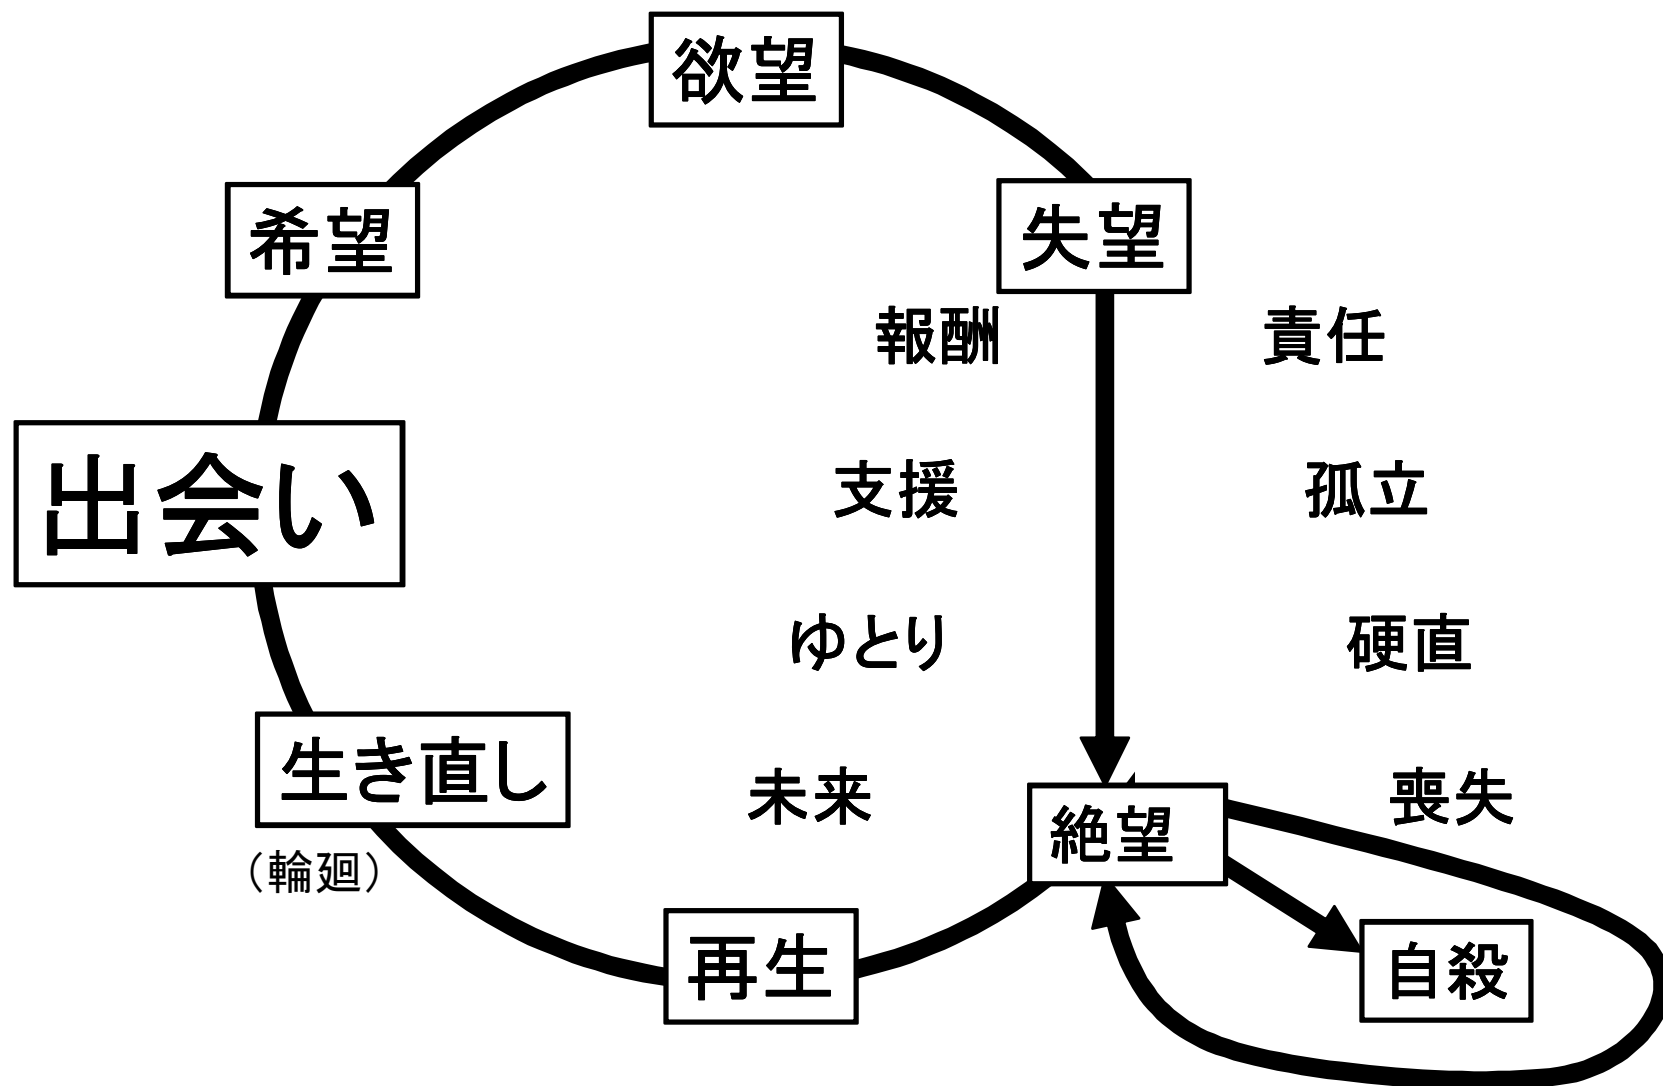 欲望
希望
失望
報酬
責任
出会い
支援
孤立
ゆとり
硬直
生き直し
未来
喪失
絶望
（輪廻）
再生
自殺